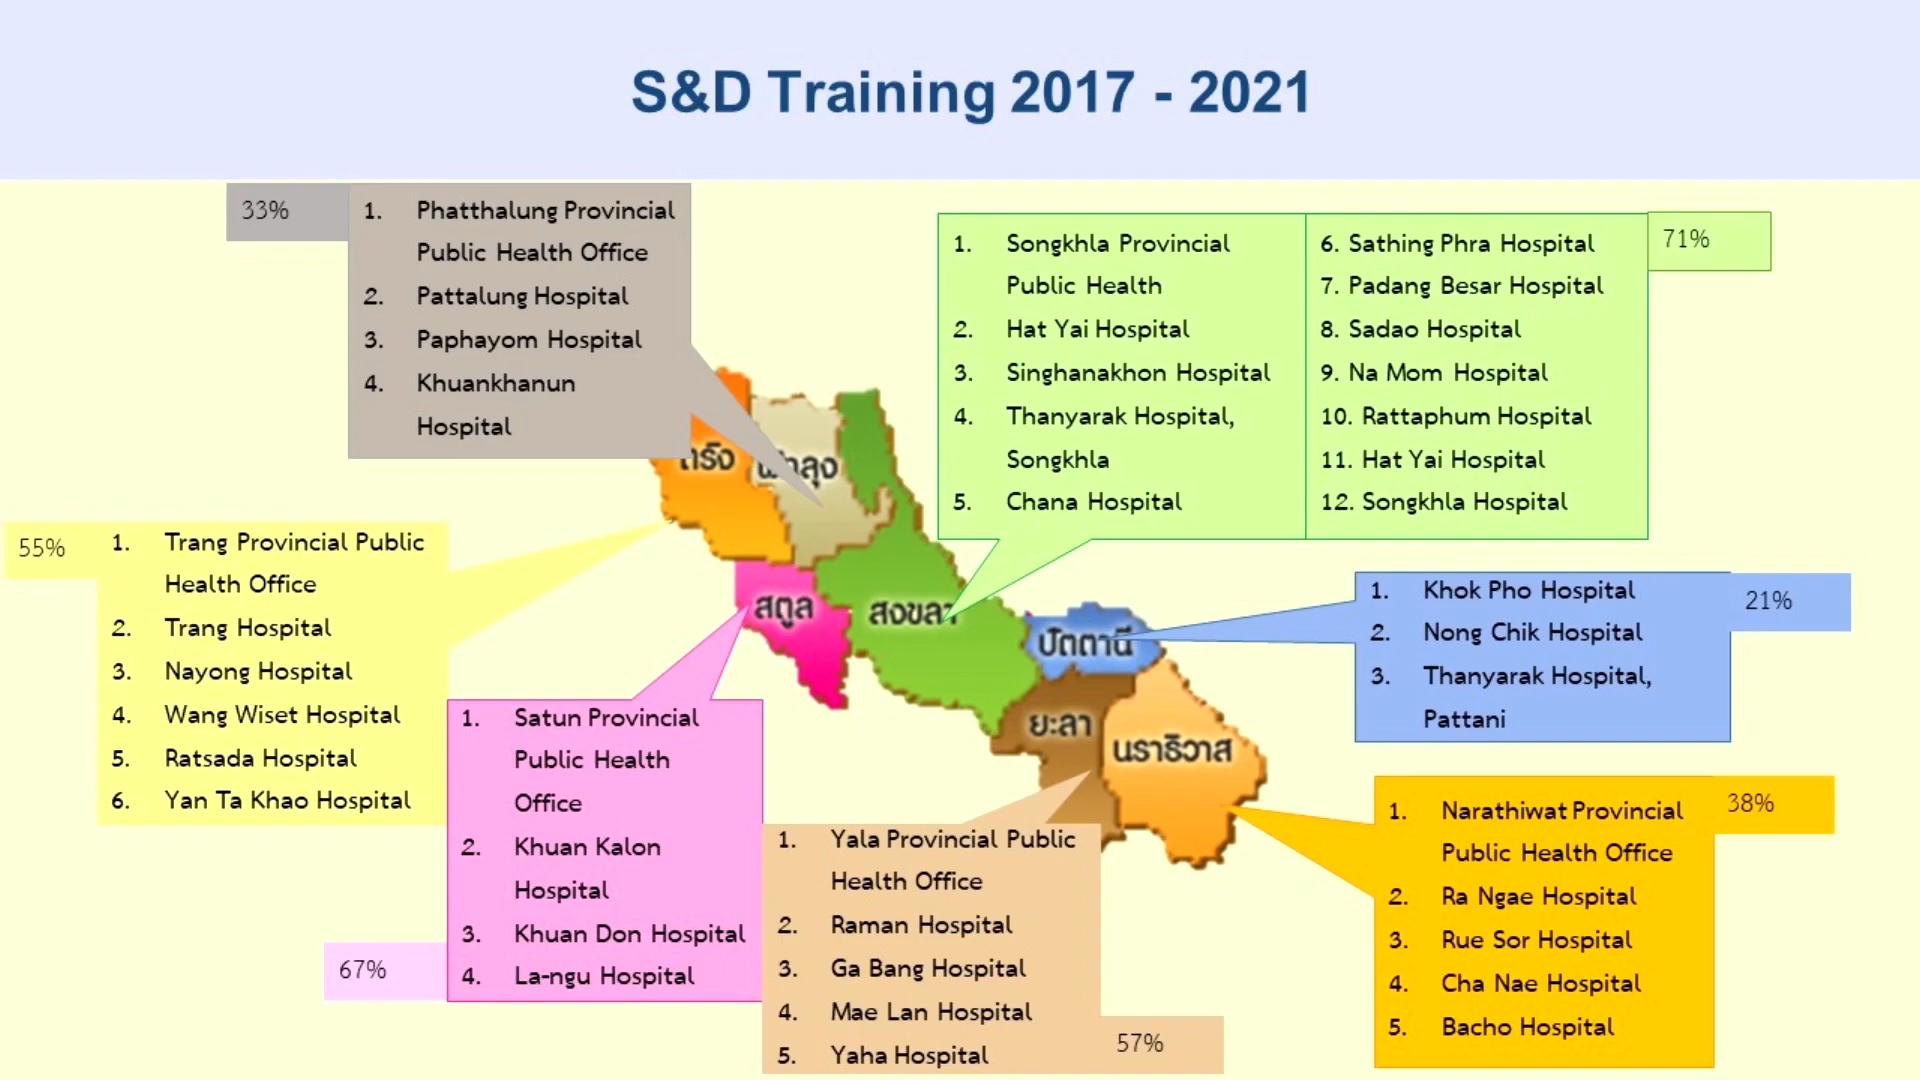 S&D Training 2017 - 2021
33%
1. Phatthalung Provincial
Public Health Office
2. Pattalung Hospital
3. Paphayom Hospital
4. Khuankhanun
Hospital
1. Songkhla Provincial
Public Health
2. Hat Yai Hospital
3. Singhanakhon Hospital
4. Thanyarak Hospital,
Songkhla
5. Chana Hospital
6. Sathing Phra Hospital
7. Padang Besar Hospital
8. Sadao Hospital
9. Na Mom Hospital
10. Rattaphum Hospital
11. Hat Yai Hospital
12. Songkhla Hospital
71%
55%
1. Trang Provincial Public
Health Office
2. Trang Hospital
3. Nayong Hospital
4. Wang Wiset Hospital
5. Ratsada Hospital
6. Yan Ta Khao Hospital
ตรัง
สตูล
สงขลา
ปัตตานี
ยะลา
นราธิวาส
1. Khok Pho Hospital
2. Nong Chik Hospital
3. Thanyarak Hospital,
Pattani
21%
67%
1. Satun Provincial
Public Health
Office
2. Khuan Kalon
Hospital
3. Khuan Don Hospital
4. La-ngu Hospital
1. Yala Provincial Public
Health Office
2. Raman Hospital
3. Ga Bang Hospital
4. Mae Lan Hospital
5. Yaha Hospital
57%
1. Narathiwat Provincial
Public Health Office
2. Ra Ngae Hospital
3. Rue Sor Hospital
4. Cha Nae Hospital
5. Bacho Hospital
38%